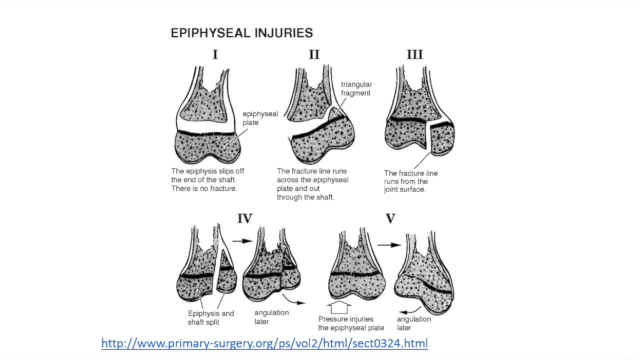 EPIPHYSEAL INJURIES
I
II
III
triangular
fragment
epiphyseal
plate
The epiphysis slips off
the end of the shaft.
There is no fracture.
The fracture line runs
across the epiphyseal
plate and out
through the shaft.
The fracture line
runs from the
joint surface.
IV
V
Epiphysis and
shaft split
angulation
later
Pressure injuries
the epiphyseal plate
angulation
later
http://www.primary-surgery.org/ps/vol2/html/sect0324.html